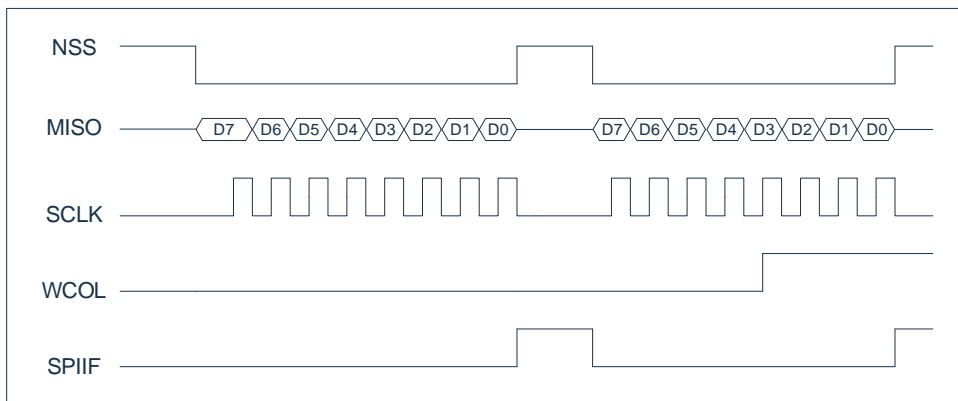 NSS
MISO D7 D6 D5 D4 D3 D2 D1 D0 D7 D6 D5 D4 D3 D2 D1 D0
SCLK
WCOL
SPIIF